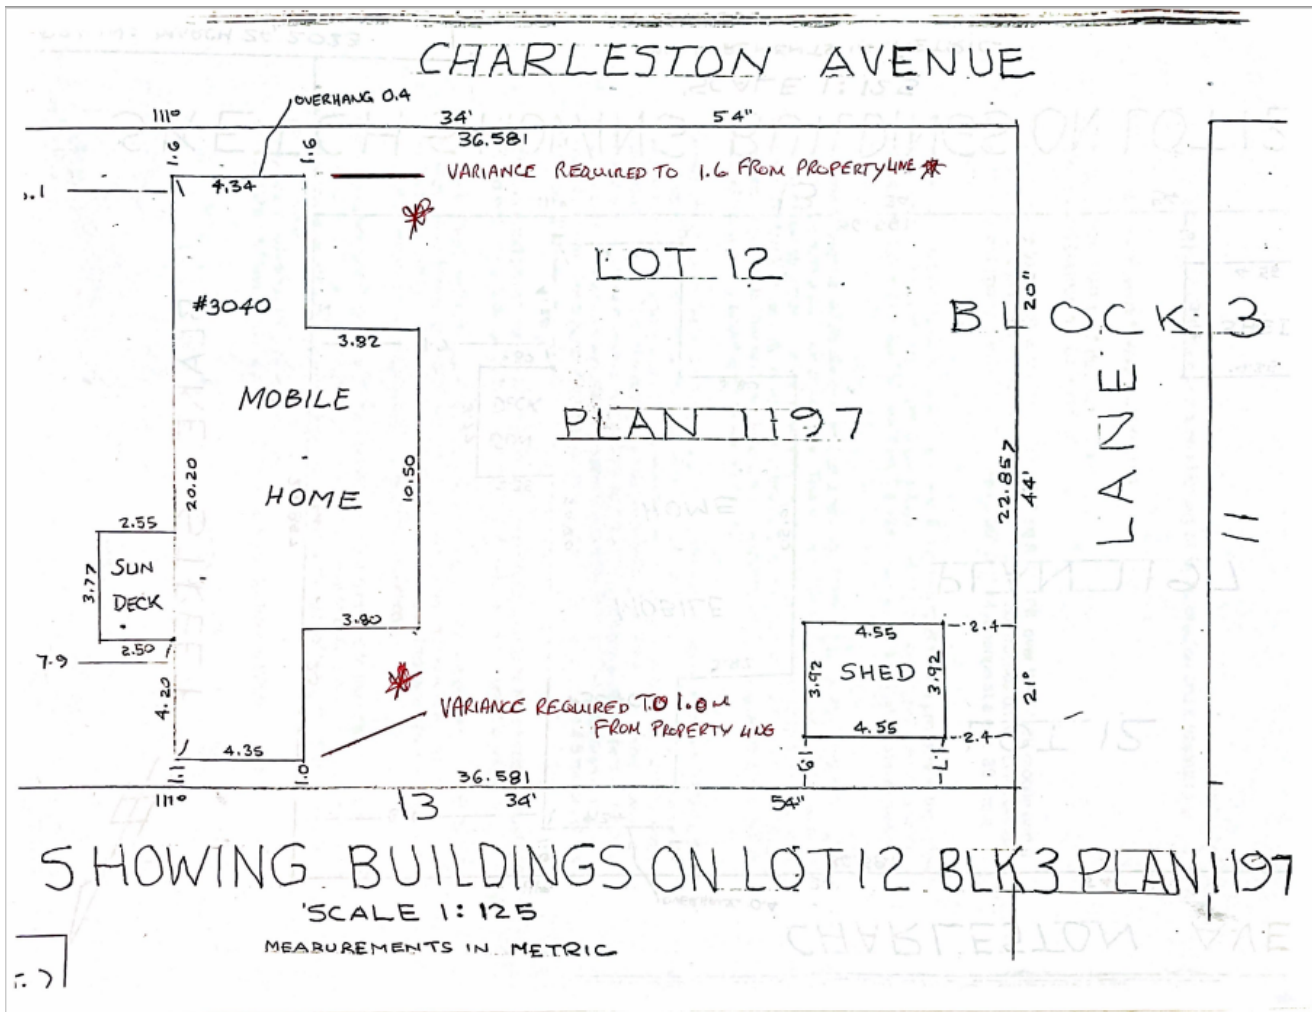 CHARLESTON AVENUE
OVERHANG 0.4
111° 34' 54"
36.581
1.6 1.6
VARIANCE REQUIRED TO 1.6 FROM PROPERTY LINE *
4.34
LOT 12
#3040
20"
BLOCK 3
3.82
LANE
MOBILE
PLAN 1197
20.20
HOME
10.50
22.857
44'
11
2.55
SUN
DECK
3.77
2.50
3.80
7.9
4.20
4.55
2.4
SHED
3.92 3.92
21°
4.55
2.4
VARIANCE REQUIRED TO 1.0m
FROM PROPERTY LINE
4.35
1.1 1.0
1.9 1.7
36.581
111° 34' 54"
13
SHOWING BUILDINGS ON LOT 12 BLK 3 PLAN 1197
SCALE 1:125
MEASUREMENTS IN METRIC